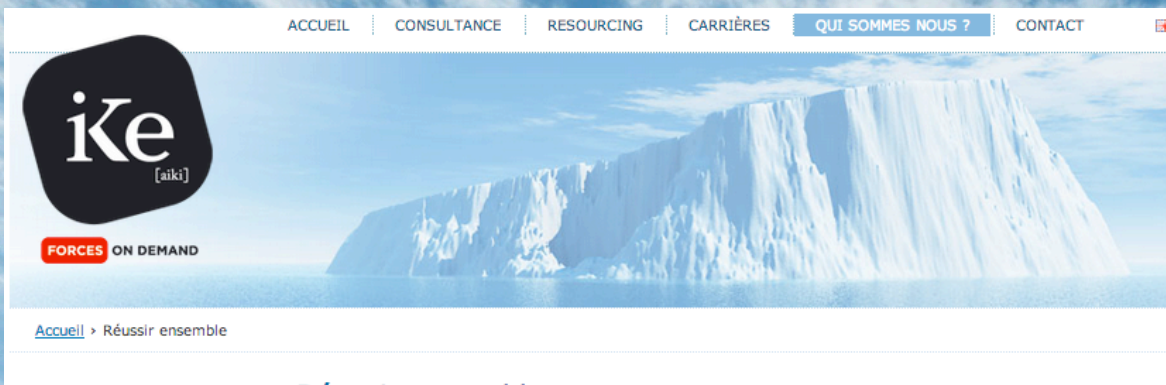 ACCUEIL CONSULTANCE RESOURCING CARRIÈRES QUI SOMMES NOUS ? CONTACT
iKe
[aiki]
FORCES ON DEMAND
Accueil › Réussir ensemble